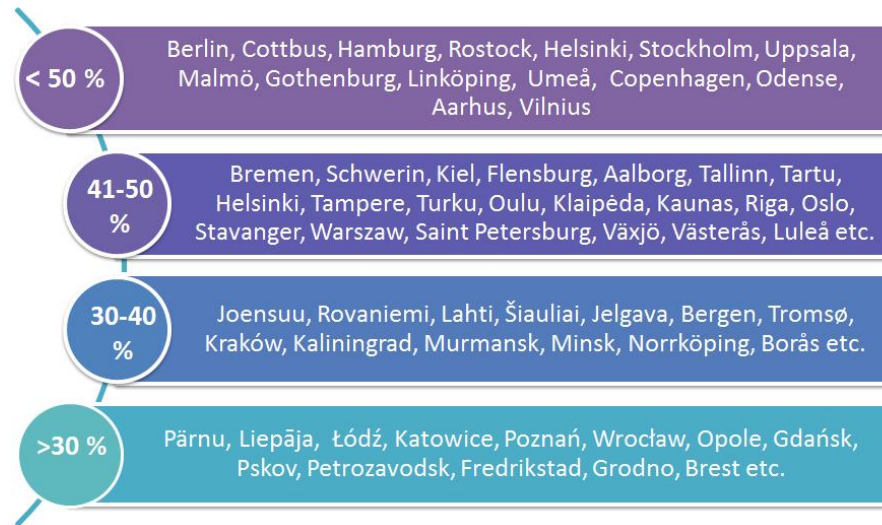 < 50 %
Berlin, Cottbus, Hamburg, Rostock, Helsinki, Stockholm, Uppsala,
Malmö, Gothenburg, Linköping, Umeå, Copenhagen, Odense,
Aarhus, Vilnius
41-50
%
Bremen, Schwerin, Kiel, Flensburg, Aalborg, Tallinn, Tartu,
Helsinki, Tampere, Turku, Oulu, Klaipėda, Kaunas, Riga, Oslo,
Stavanger, Warszaw, Saint Petersburg, Växjö, Västerås, Luleå etc.
30-40
%
Joensuu, Rovaniemi, Lahti, Šiauliai, Jelgava, Bergen, Tromsø,
Kraków, Kaliningrad, Murmansk, Minsk, Norrköping, Borås etc.
>30 %
Pärnu, Liepāja, Łódź, Katowice, Poznań, Wrocław, Opole, Gdańsk,
Pskov, Petrozavodsk, Fredrikstad, Grodno, Brest etc.